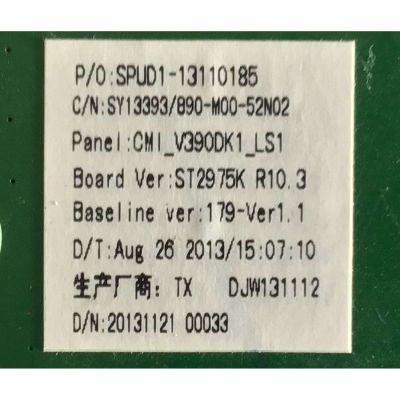 P/O:SPUD1-13110185
C/N:SY13393/890-M00-52N02
Panel:CMI_V390DK1_LS1
Board Ver:ST2975K R10.3
Baseline ver:179-Ver1.1
D/T:Aug 26 2013/15:07:10
生产厂商: TX DJW131112
D/N:20131121 00033